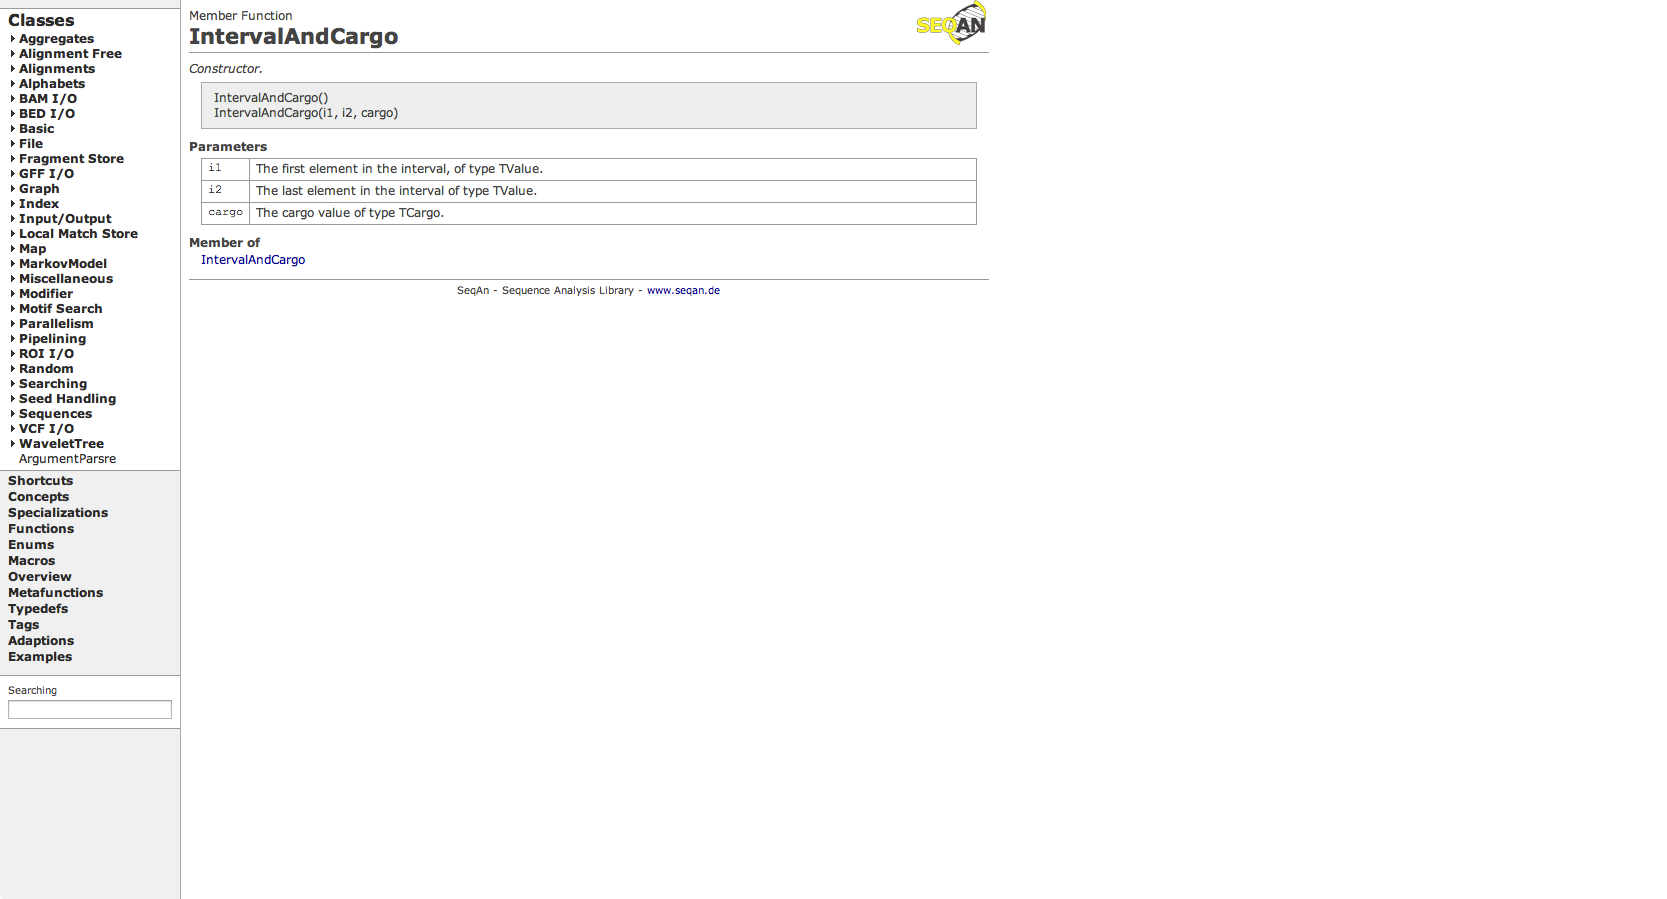 Classes
Aggregates
Alignment Free
Alignments
Alphabets
BAM I/O
BED I/O
Basic
File
Fragment Store
GFF I/O
Graph
Index
Input/Output
Local Match Store
Map
MarkovModel
Miscellaneous
Modifier
Motif Search
Parallelism
Pipelining
ROI I/O
Random
Searching
Seed Handling
Sequences
VCF I/O
WaveletTree
ArgumentParsre
Shortcuts
Concepts
Specializations
Functions
Enums
Macros
Overview
Metafunctions
Typedefs
Tags
Adaptions
Examples
Searching
Member Function
IntervalAndCargo
SEQAN
Constructor.
IntervalAndCargo()
IntervalAndCargo(i1, i2, cargo)
Parameters
i1 The first element in the interval, of type TValue.
i2 The last element in the interval of type TValue.
cargo The cargo value of type TCargo.
Member of
IntervalAndCargo
SeqAn - Sequence Analysis Library - www.seqan.de